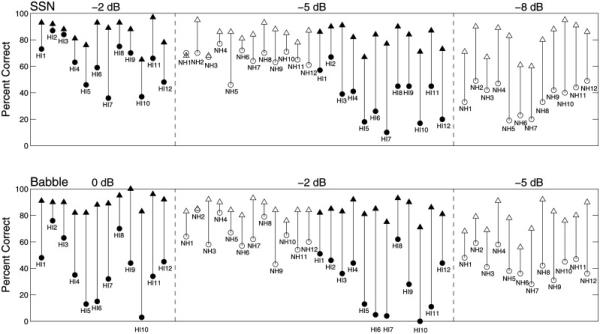 SSN −2 dB −5 dB −8 dB
Percent Correct
100
80
60
40
20
0
HI1 HI2 HI3 HI4 HI5 HI6 HI7 HI8 HI9 HI10 HI11 HI12
NH1 NH2 NH3 NH4 NH5 NH6 NH7 NH8 NH9 NH10 NH11 NH12
HI1 HI2 HI3 HI4 HI5 HI6 HI7 HI8 HI9 HI10 HI11 HI12
NH1 NH2 NH3 NH4 NH5 NH6 NH7 NH8 NH9 NH10 NH11 NH12
Babble 0 dB −2 dB −5 dB
Percent Correct
100
80
60
40
20
0
HI1 HI2 HI3 HI4 HI5 HI6 HI7 HI8 HI9 HI10 HI11 HI12
NH1 NH2 NH3 NH4 NH5 NH6 NH7 NH8 NH9 NH10 NH11 NH12
HI1 HI2 HI3 HI4 HI5 HI6 HI7 HI8 HI9 HI10 HI11 HI12
NH1 NH2 NH3 NH4 NH5 NH6 NH7 NH8 NH9 NH10 NH11 NH12